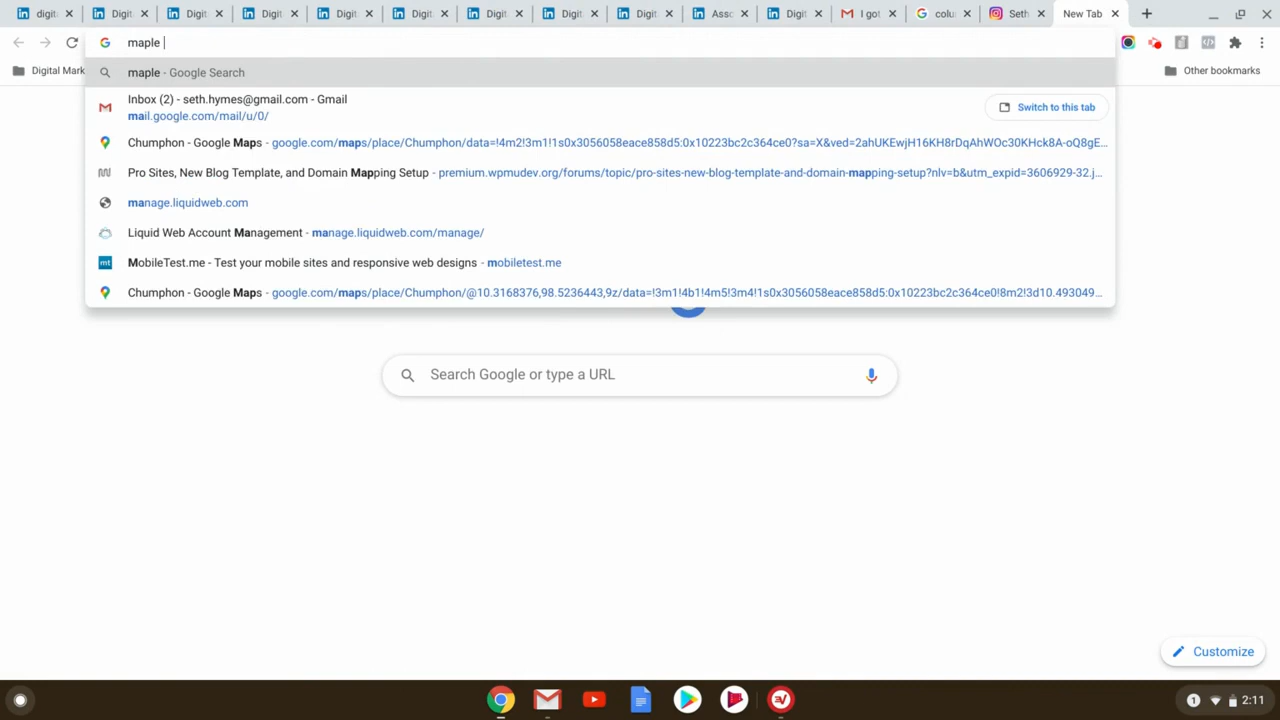 digit
Digit
Digit
Digit
Digit
Digit
Digit
Digit
Digit
Asso
Digit
I got
colu
Seth
New Tab
maple
Digital Mark
Other bookmarks
maple - Google Search
Inbox (2) - seth.hymes@gmail.com - Gmail
mail.google.com/mail/u/0/
Switch to this tab
Chumphon - Google Maps - google.com/maps/place/Chumphon/data=!4m2!3m1!1s0x3056058eace858d5:0x10223bc2c364ce0?sa=X&ved=2ahUKEwjH16KH8rDqAhWOc30KHck8A-oQ8gE...
Pro Sites, New Blog Template, and Domain Mapping Setup - premium.wpmudev.org/forums/topic/pro-sites-new-blog-template-and-domain-mapping-setup?nlv=b&utm_expid=3606929-32.j...
manage.liquidweb.com
Liquid Web Account Management - manage.liquidweb.com/manage/
mt
MobileTest.me - Test your mobile sites and responsive web designs - mobiletest.me
Chumphon - Google Maps - google.com/maps/place/Chumphon/@10.3168376,98.5236443,9z/data=!3m1!4b1!4m5!3m4!1s0x3056058eace858d5:0x10223bc2c364ce0!8m2!3d10.493049...
Search Google or type a URL
Customize
1
2:11